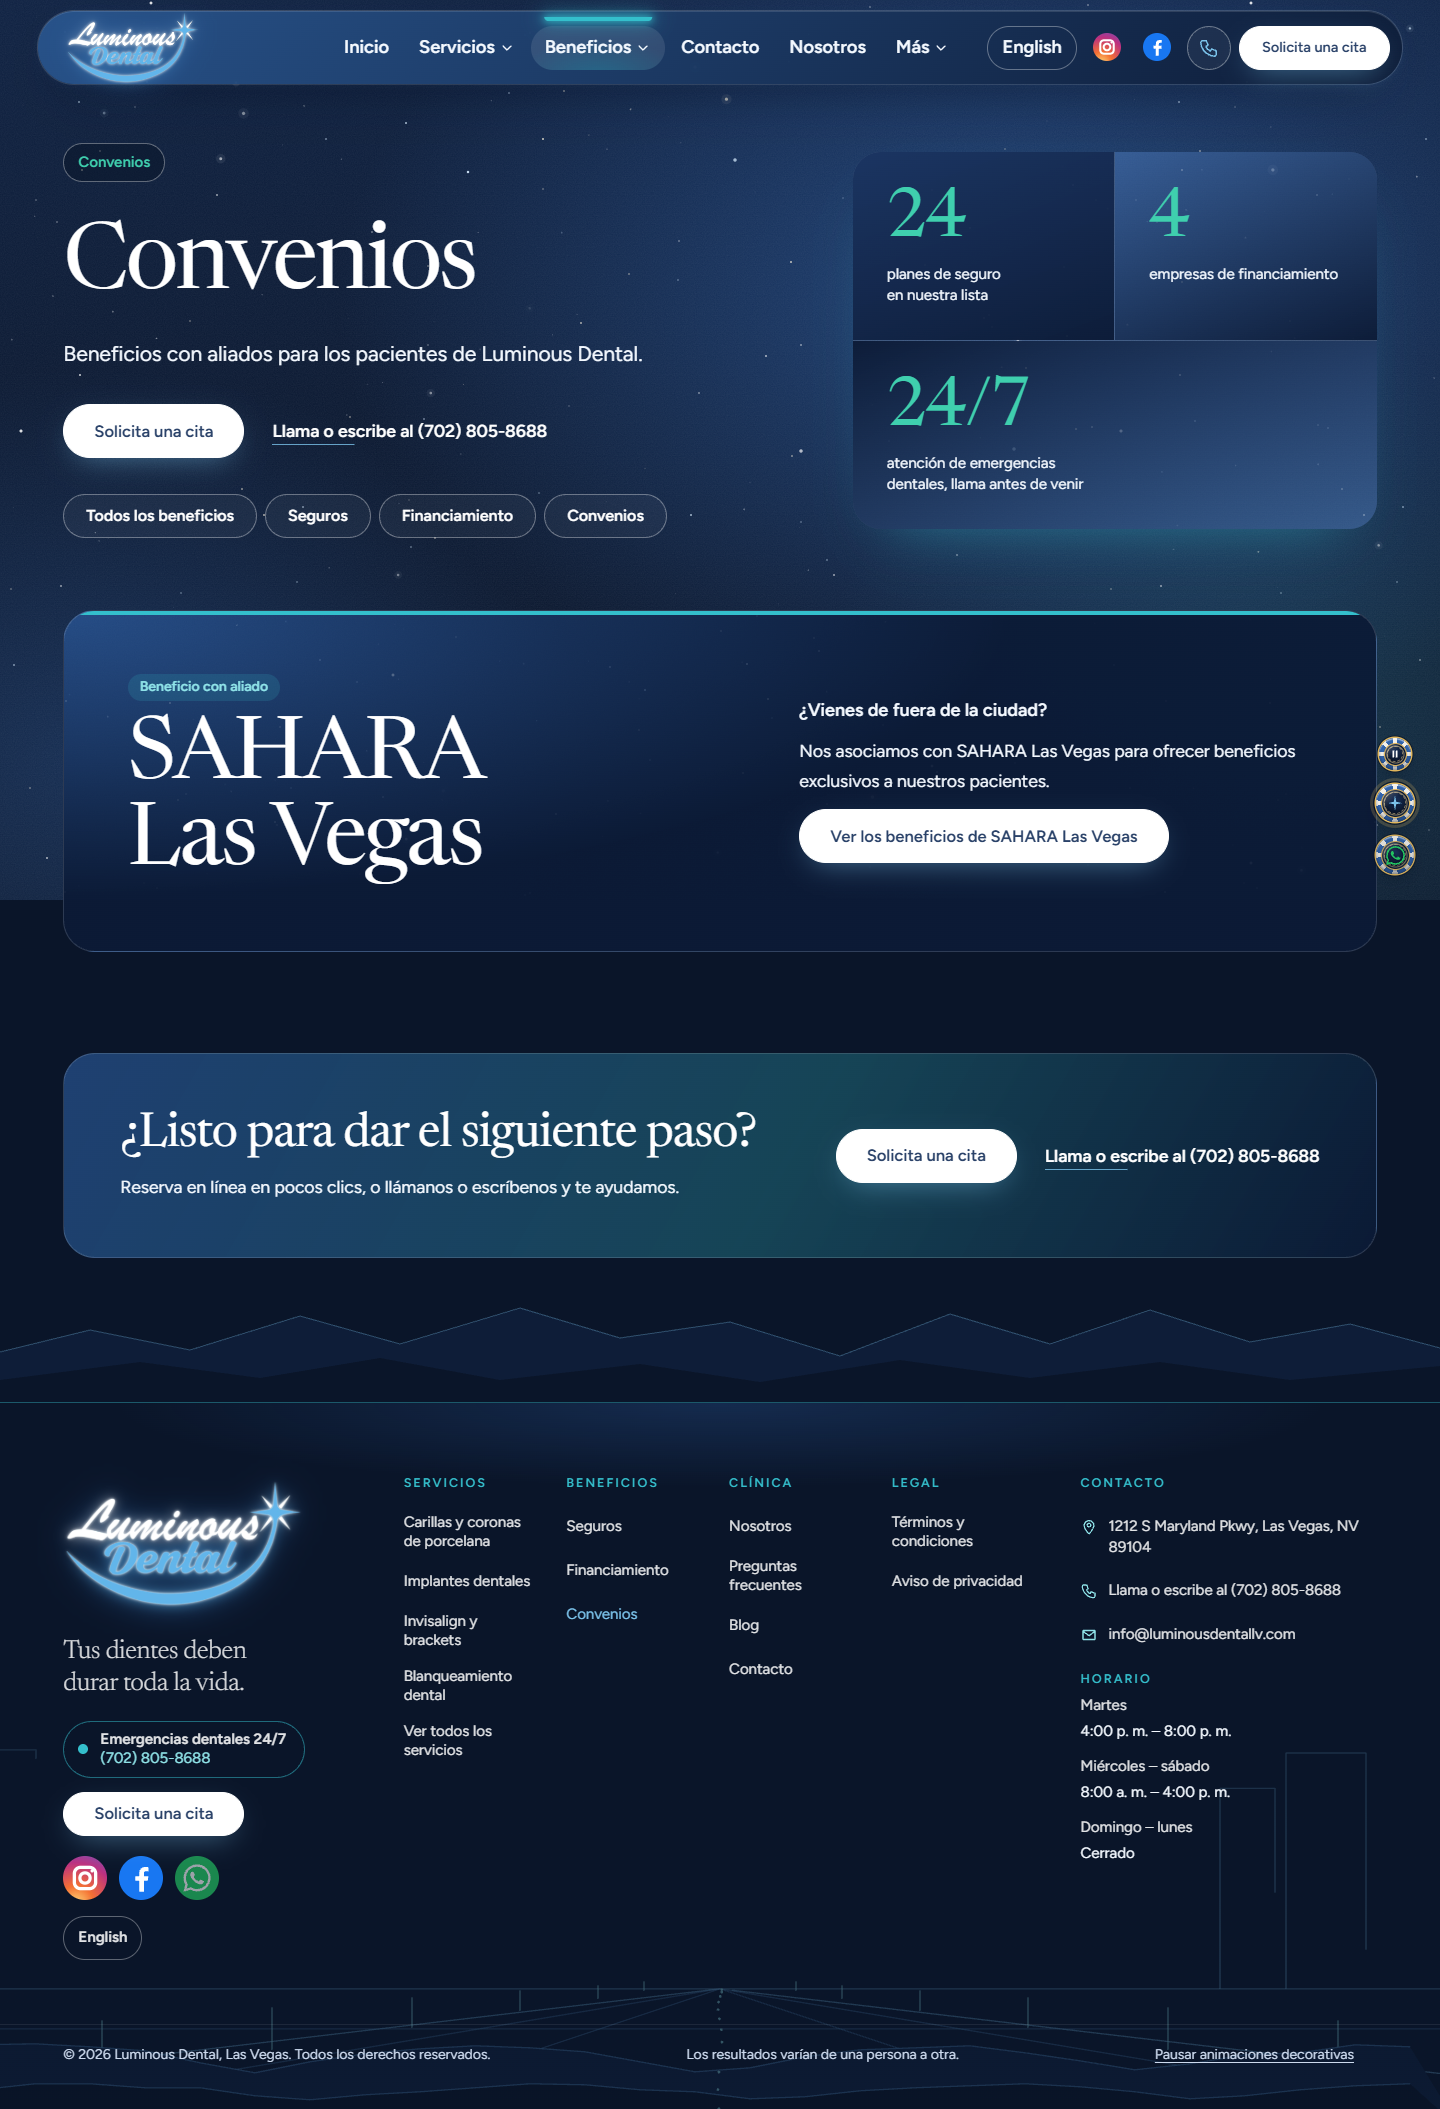 Luminous
Dental
Inicio
Servicios
Beneficios
Contacto
Nosotros
Más
English
Solicita una cita
Convenios
Convenios
Beneficios con aliados para los pacientes de Luminous Dental.
Solicita una cita
Llama o escribe al (702) 805-8688
Todos los beneficios
Seguros
Financiamiento
Convenios
24
planes de seguro
en nuestra lista
4
empresas de financiamiento
24/7
atención de emergencias
dentales, llama antes de venir
Beneficio con aliado
SAHARA
Las Vegas
¿Vienes de fuera de la ciudad?
Nos asociamos con SAHARA Las Vegas para ofrecer beneficios
exclusivos a nuestros pacientes.
Ver los beneficios de SAHARA Las Vegas
¿Listo para dar el siguiente paso?
Reserva en línea en pocos clics, o llámanos o escríbenos y te ayudamos.
Solicita una cita
Llama o escribe al (702) 805-8688
Luminous
Dental
Tus dientes deben
durar toda la vida.
Emergencias dentales 24/7
(702) 805-8688
Solicita una cita
English
SERVICIOS
Carillas y coronas
de porcelana
Implantes dentales
Invisalign y
brackets
Blanqueamiento
dental
Ver todos los
servicios
BENEFICIOS
Seguros
Financiamiento
Convenios
CLÍNICA
Nosotros
Preguntas
frecuentes
Blog
Contacto
LEGAL
Términos y
condiciones
Aviso de privacidad
CONTACTO
1212 S Maryland Pkwy, Las Vegas, NV
89104
Llama o escribe al (702) 805-8688
info@luminousdentallv.com
HORARIO
Martes
4:00 p. m. – 8:00 p. m.
Miércoles – sábado
8:00 a. m. – 4:00 p. m.
Domingo – lunes
Cerrado
© 2026 Luminous Dental, Las Vegas. Todos los derechos reservados.
Los resultados varían de una persona a otra.
Pausar animaciones decorativas